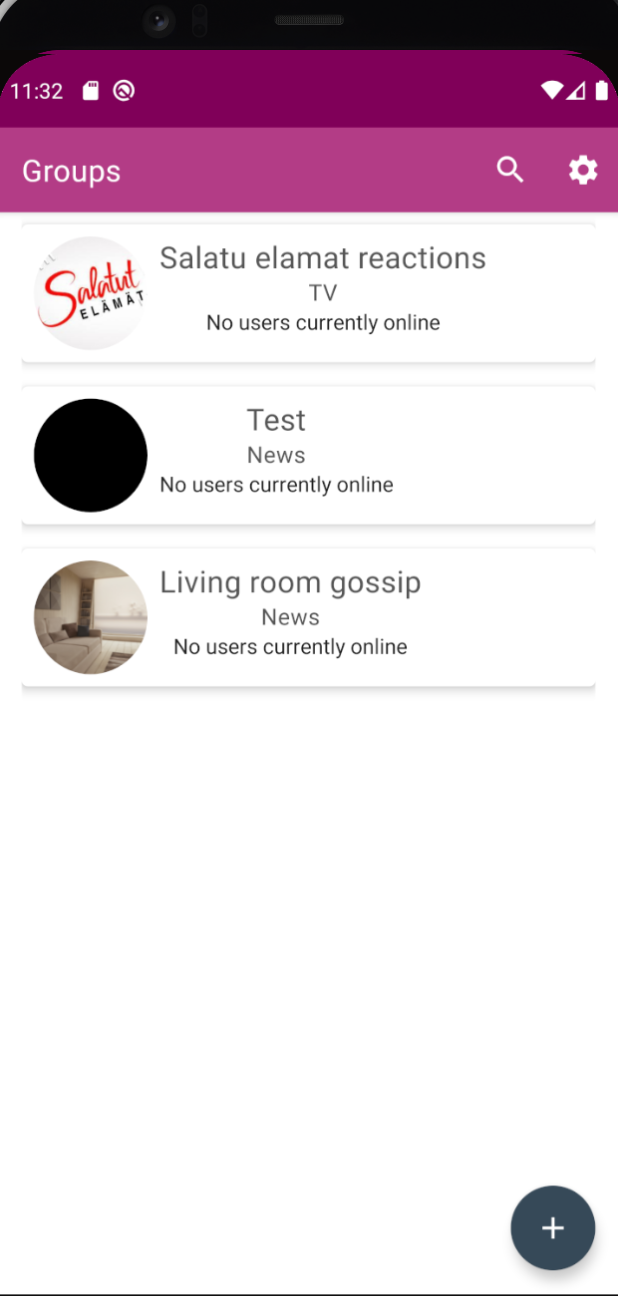 11:32
Groups
Salatut
ELÄMÄT
Salatu elamat reactions
TV
No users currently online
Test
News
No users currently online
Living room gossip
News
No users currently online